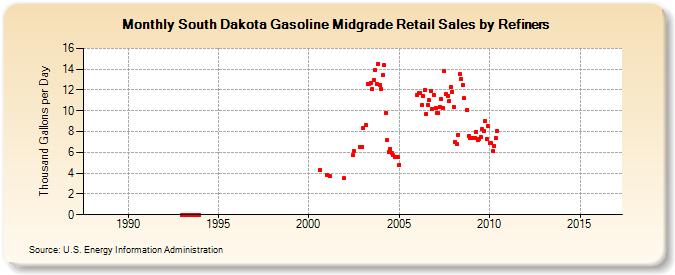 Monthly South Dakota Gasoline Midgrade Retail Sales by Refiners
Thousand Gallons per Day
16
14
12
10
8
6
4
2
0
1990 1995 2000 2005 2010 2015
Source: U.S. Energy Information Administration